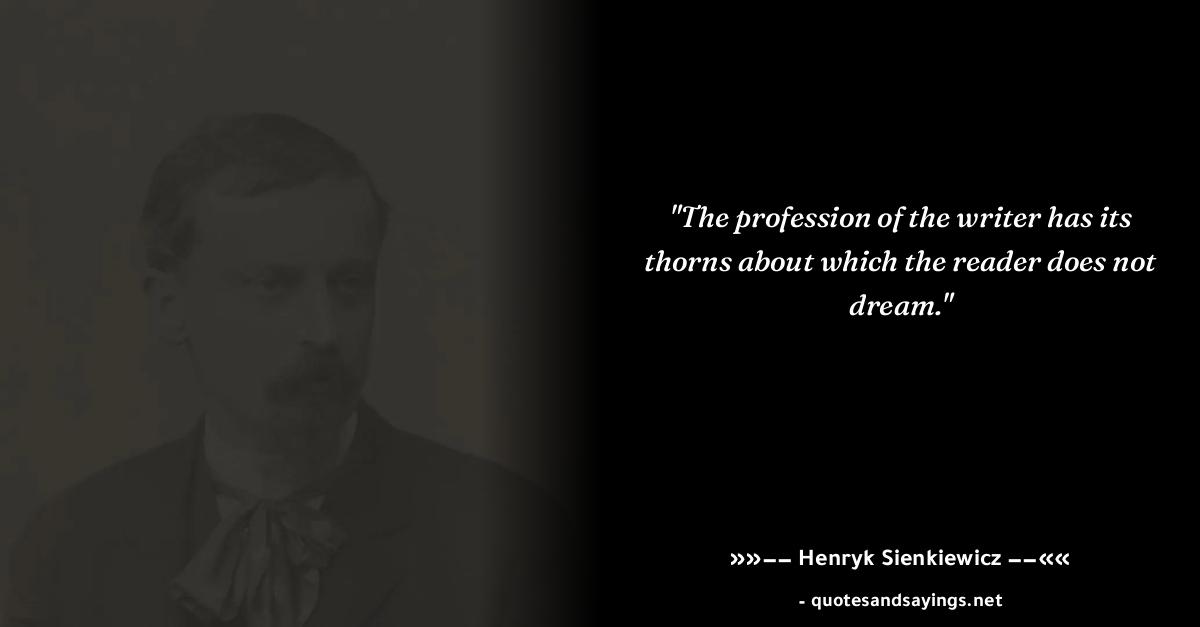 "The profession of the writer has its
thorns about which the reader does not
dream."
»»−− Henryk Sienkiewicz −−««
- quotesandsayings.net